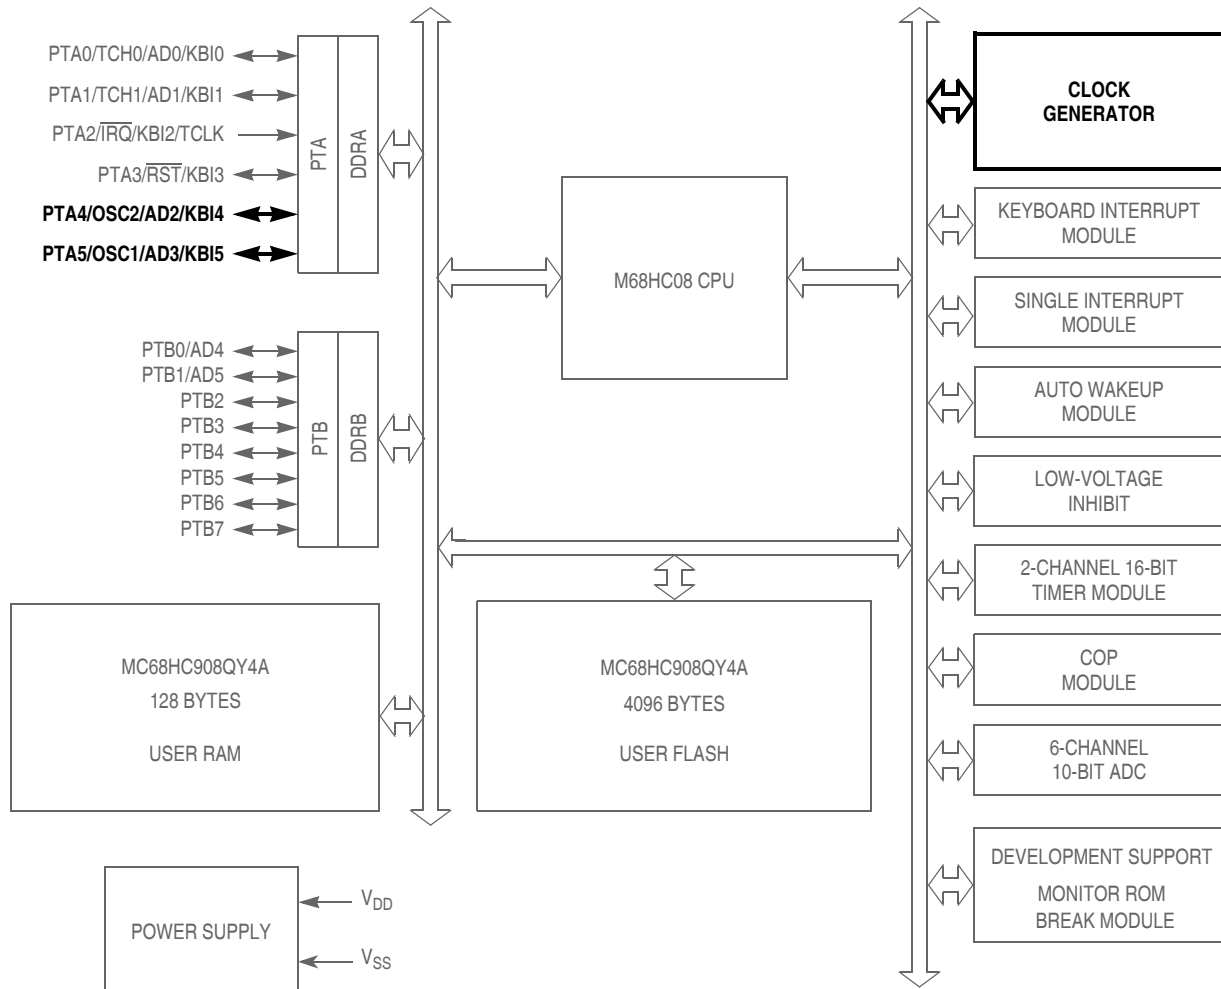 PTA0/TCH0/AD0/KBI0
PTA1/TCH1/AD1/KBI1
PTA2/IRQ/KBI2/TCLK
PTA3/RST/KBI3
PTA4/OSC2/AD2/KBI4
PTA5/OSC1/AD3/KBI5
PTA
DDRA
PTB0/AD4
PTB1/AD5
PTB2
PTB3
PTB4
PTB5
PTB6
PTB7
PTB
DDRB
M68HC08 CPU
MC68HC908QY4A
128 BYTES
USER RAM
MC68HC908QY4A
4096 BYTES
USER FLASH
POWER SUPPLY
VDD
VSS
CLOCK
GENERATOR
KEYBOARD INTERRUPT
MODULE
SINGLE INTERRUPT
MODULE
AUTO WAKEUP
MODULE
LOW-VOLTAGE
INHIBIT
2-CHANNEL 16-BIT
TIMER MODULE
COP
MODULE
6-CHANNEL
10-BIT ADC
DEVELOPMENT SUPPORT
MONITOR ROM
BREAK MODULE